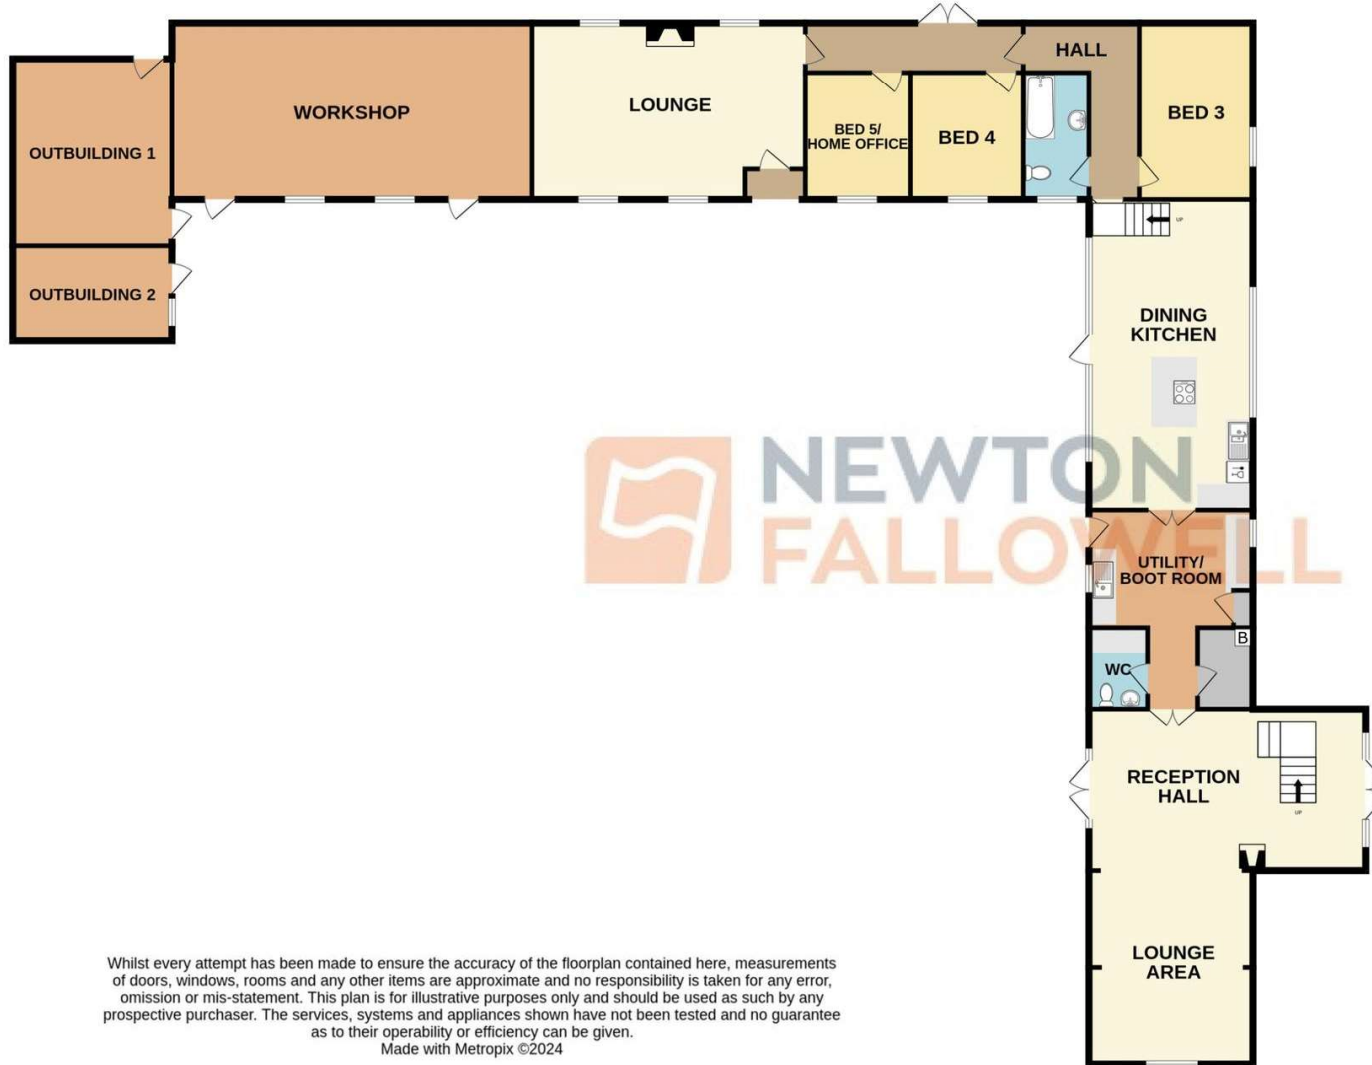 HALL
WORKSHOP
LOUNGE
BED 5/
HOME OFFICE
BED 4
BED 3
OUTBUILDING 1
OUTBUILDING 2
UP
DINING
KITCHEN
NEWTON
FALLOWELL
UTILITY/
BOOT ROOM
B
WC
RECEPTION
HALL
UP
LOUNGE
AREA
Whilst every attempt has been made to ensure the accuracy of the floorplan contained here, measurements
of doors, windows, rooms and any other items are approximate and no responsibility is taken for any error,
omission or mis-statement. This plan is for illustrative purposes only and should be used as such by any
prospective purchaser. The services, systems and appliances shown have not been tested and no guarantee
as to their operability or efficiency can be given.
Made with Metropix ©2024